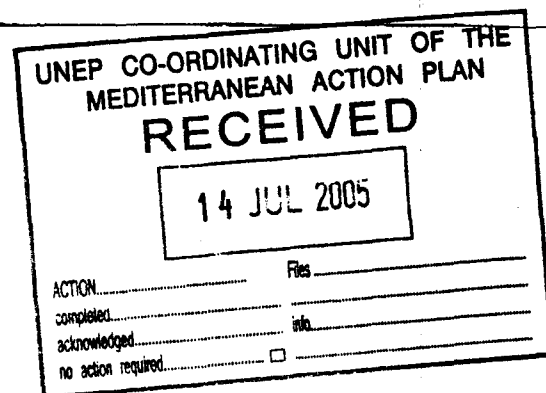 UNEP CO-ORDINATING UNIT OF THE
MEDITERRANEAN ACTION PLAN
RECEIVED
14 JUL 2005
ACTION.................... Files....................
completed....................
acknowledged.................... info....................
no action required.................... □ ....................